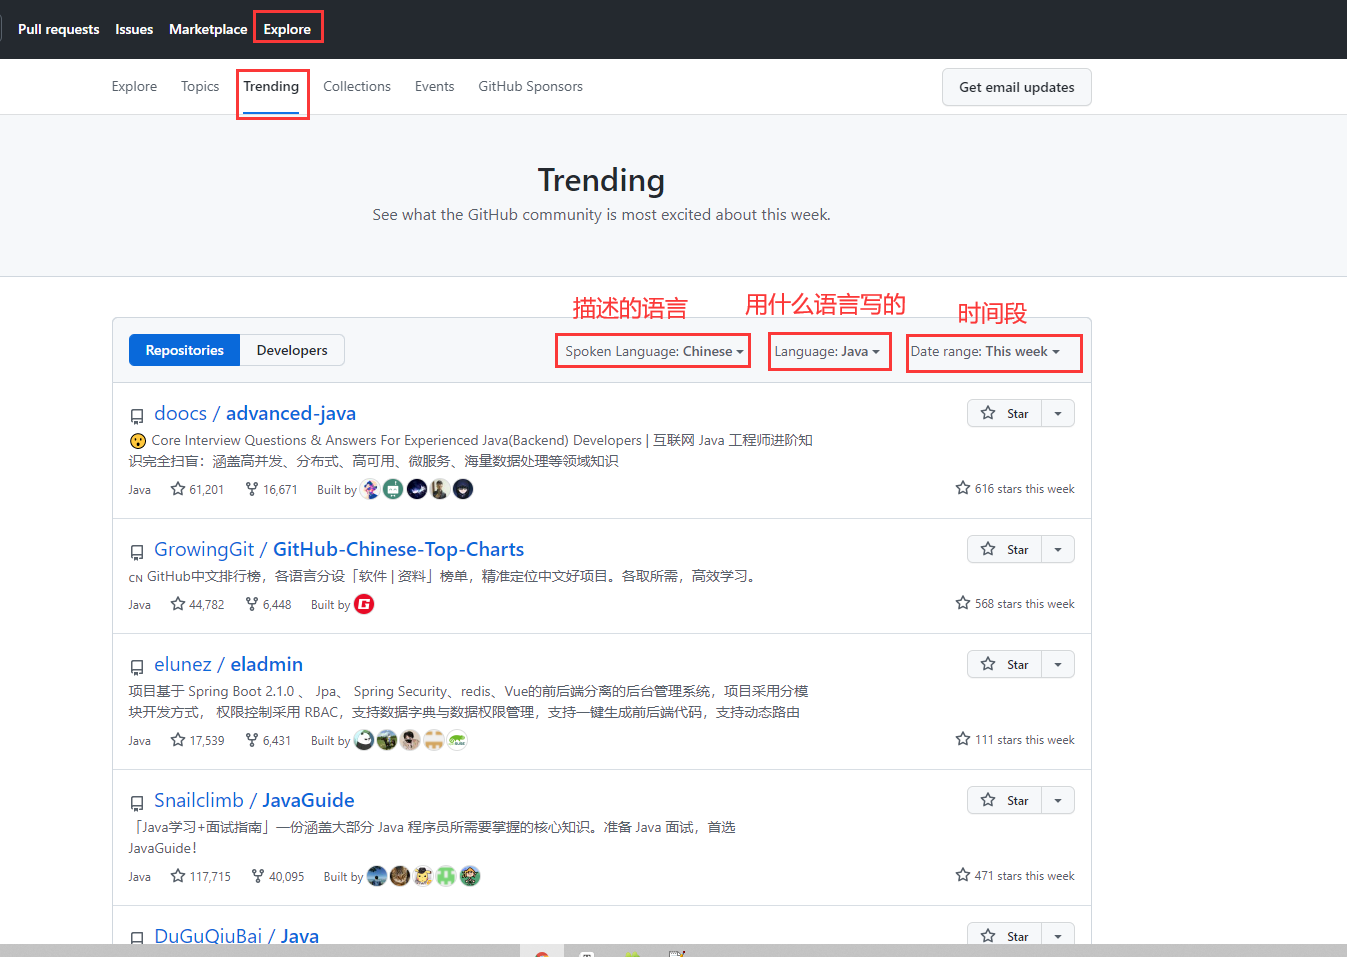 Pull requests Issues Marketplace Explore
Explore Topics Trending Collections Events GitHub Sponsors Get email updates
Trending
See what the GitHub community is most excited about this week.
描述的语言 用什么语言写的 时间段
Repositories Developers Spoken Language: Chinese Language: Java Date range: This week
doocs / advanced-java Star
😮 Core Interview Questions & Answers For Experienced Java(Backend) Developers | 互联网 Java 工程师进阶知
识完全扫盲：涵盖高并发、分布式、高可用、微服务、海量数据处理等领域知识
Java 61,201 16,671 Built by 616 stars this week
GrowingGit / GitHub-Chinese-Top-Charts Star
CN GitHub中文排行榜，各语言分设「软件 | 资料」榜单，精准定位中文好项目。各取所需，高效学习。
Java 44,782 6,448 Built by 568 stars this week
elunez / eladmin Star
项目基于 Spring Boot 2.1.0 、 Jpa、 Spring Security、redis、Vue的前后端分离的后台管理系统，项目采用分模
块开发方式， 权限控制采用 RBAC，支持数据字典与数据权限管理，支持一键生成前后端代码，支持动态路由
Java 17,539 6,431 Built by 111 stars this week
Snailclimb / JavaGuide Star
「Java学习+面试指南」一份涵盖大部分 Java 程序员所需要掌握的核心知识。准备 Java 面试，首选
JavaGuide！
Java 117,715 40,095 Built by 471 stars this week
DuGuQiuBai / Java Star